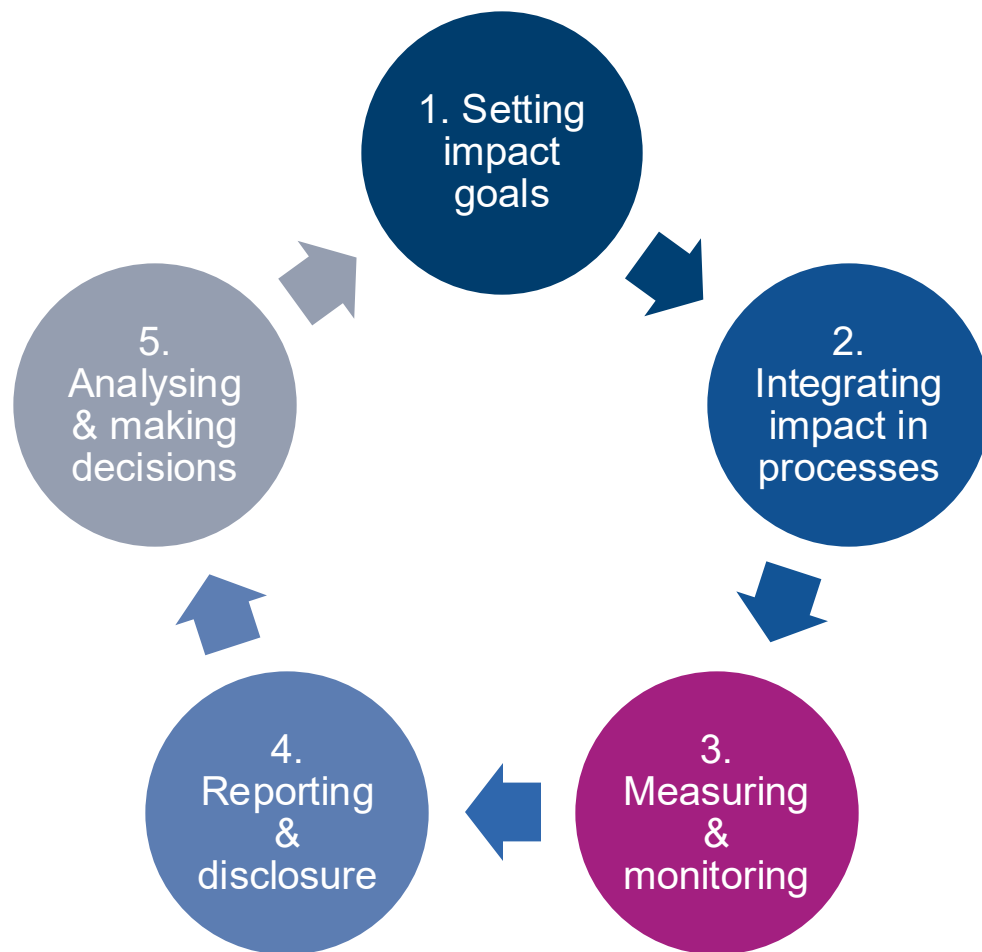 1. Setting
impact
goals
2.
Integrating
impact in
processes
3.
Measuring
&
monitoring
4.
Reporting
&
disclosure
5.
Analysing
& making
decisions